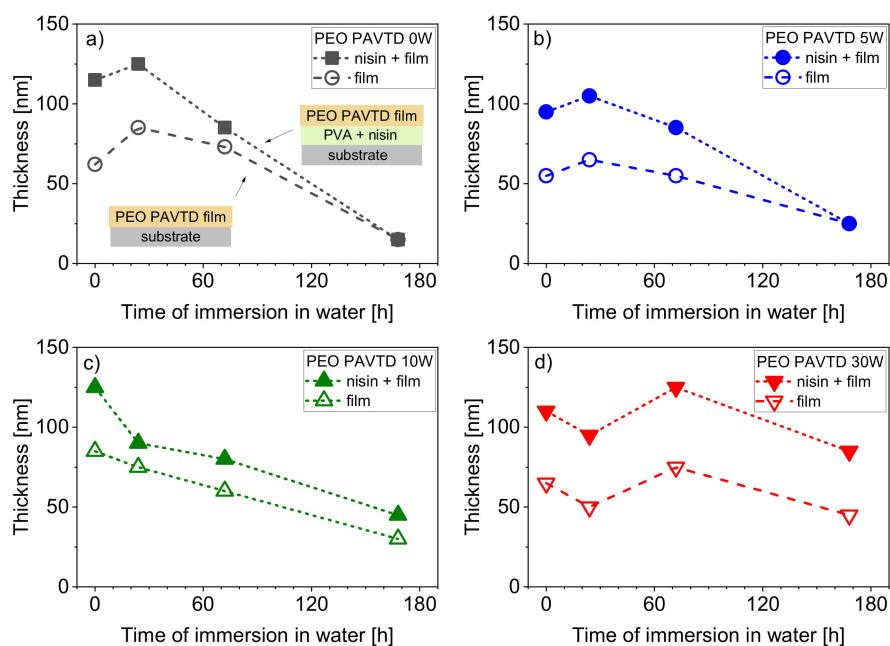 a)
PEO PAVTD 0W
nisin + film
film
PEO PAVTD film
PVA + nisin
substrate
PEO PAVTD film
substrate
150
100
50
0
Thickness [nm]
0 60 120 180
Time of immersion in water [h]
b)
PEO PAVTD 5W
nisin + film
film
150
100
50
0
Thickness [nm]
0 60 120 180
Time of immersion in water [h]
c)
PEO PAVTD 10W
nisin + film
film
150
100
50
0
Thickness [nm]
0 60 120 180
Time of immersion in water [h]
d)
PEO PAVTD 30W
nisin + film
film
150
100
50
0
Thickness [nm]
0 60 120 180
Time of immersion in water [h]